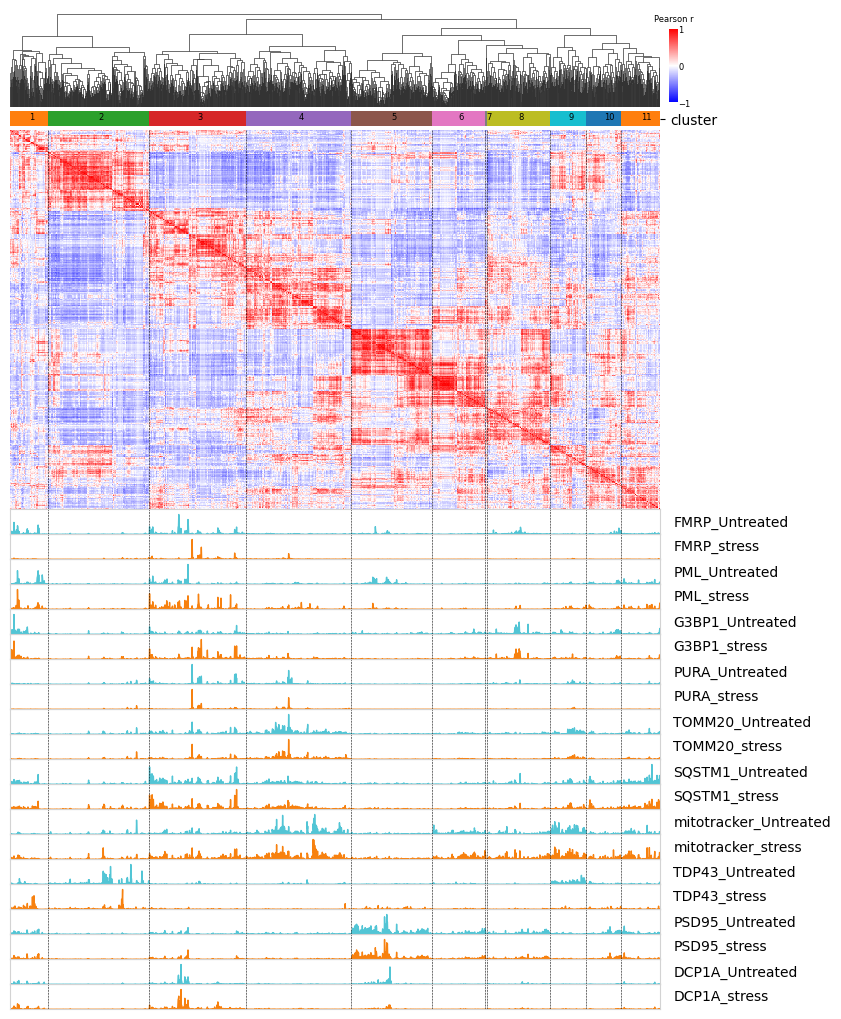 Pearson r
1
0
−1
1 2 3 4 5 6 7 8 9 10 11
cluster
FMRP_Untreated
FMRP_stress
PML_Untreated
PML_stress
G3BP1_Untreated
G3BP1_stress
PURA_Untreated
PURA_stress
TOMM20_Untreated
TOMM20_stress
SQSTM1_Untreated
SQSTM1_stress
mitotracker_Untreated
mitotracker_stress
TDP43_Untreated
TDP43_stress
PSD95_Untreated
PSD95_stress
DCP1A_Untreated
DCP1A_stress